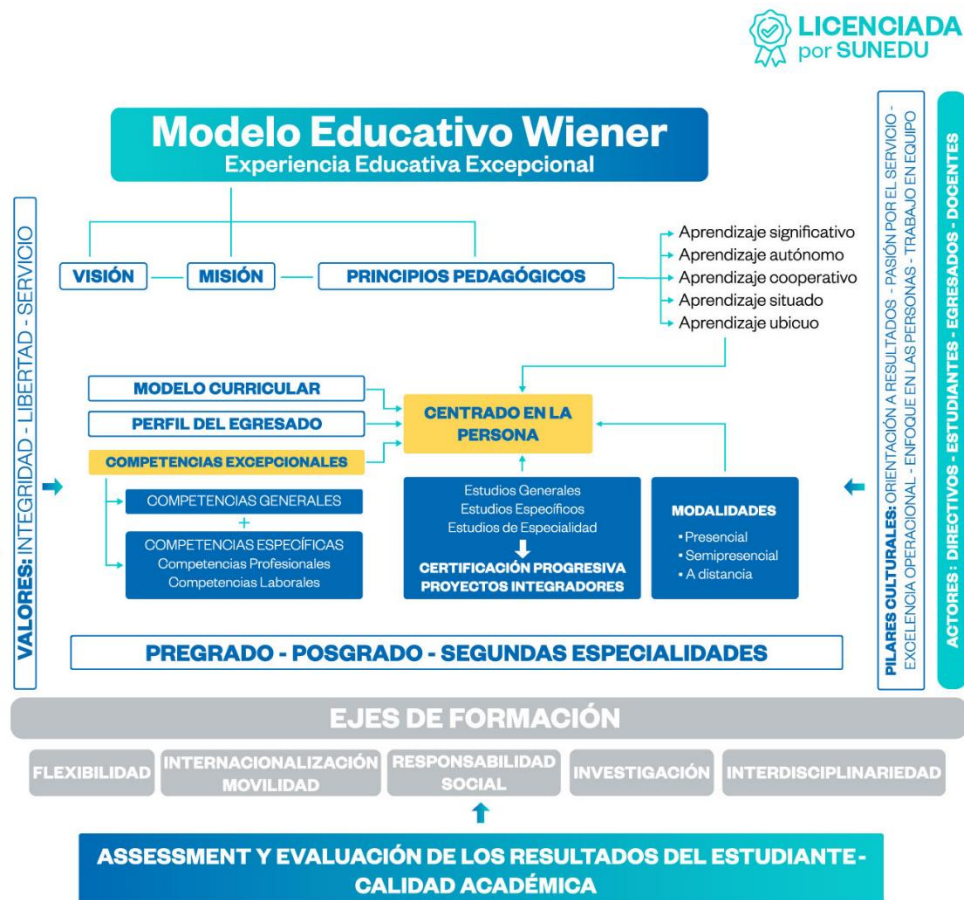 LICENCIADA
por SUNEDU
Modelo Educativo Wiener
Experiencia Educativa Excepcional
VALORES: INTEGRIDAD - LIBERTAD - SERVICIO
VISIÓN
MISIÓN
PRINCIPIOS PEDAGÓGICOS
Aprendizaje significativo
Aprendizaje autónomo
Aprendizaje cooperativo
Aprendizaje situado
Aprendizaje ubicuo
MODELO CURRICULAR
PERFIL DEL EGRESADO
COMPETENCIAS EXCEPCIONALES
COMPETENCIAS GENERALES
+
COMPETENCIAS ESPECÍFICAS
Competencias Profesionales
Competencias Laborales
CENTRADO EN LA
PERSONA
Estudios Generales
Estudios Específicos
Estudios de Especialidad
CERTIFICACIÓN PROGRESIVA
PROYECTOS INTEGRADORES
MODALIDADES
▪ Presencial
▪ Semipresencial
▪ A distancia
PILARES CULTURALES: ORIENTACIÓN A RESULTADOS - PASIÓN POR EL SERVICIO -
EXCELENCIA OPERACIONAL - ENFOQUE EN LAS PERSONAS - TRABAJO EN EQUIPO
ACTORES : DIRECTIVOS - ESTUDIANTES - EGRESADOS - DOCENTES
PREGRADO - POSGRADO - SEGUNDAS ESPECIALIDADES
EJES DE FORMACIÓN
FLEXIBILIDAD
INTERNACIONALIZACIÓN
MOVILIDAD
RESPONSABILIDAD
SOCIAL
INVESTIGACIÓN
INTERDISCIPLINARIEDAD
ASSESSMENT Y EVALUACIÓN DE LOS RESULTADOS DEL ESTUDIANTE-
CALIDAD ACADÉMICA